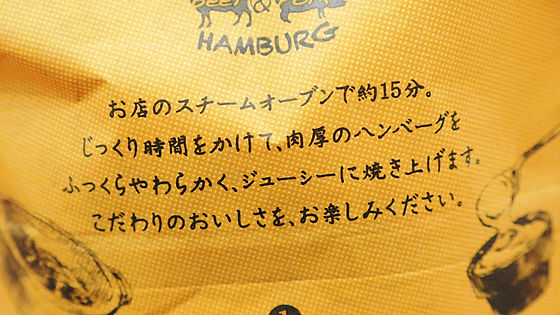 BEEF & PORK
HAMBURG
お店のスチームオーブンで約15分。
じっくり時間をかけて、肉厚のハンバーグを
ふっくらやわらかく、ジューシーに焼き上げます。
こだわりのおいしさを、お楽しみください。